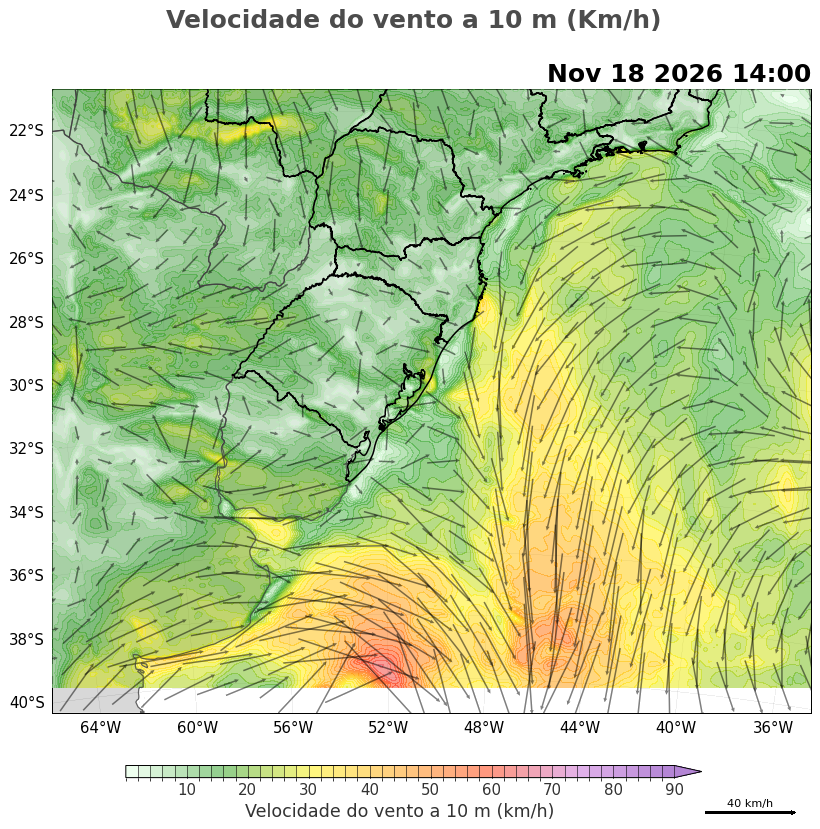 Velocidade do vento a 10 m (Km/h)
Nov 18 2026 14:00
22°S
24°S
26°S
28°S
30°S
32°S
34°S
36°S
38°S
40°S
64°W 60°W 56°W 52°W 48°W 44°W 40°W 36°W
10 20 30 40 50 60 70 80 90
Velocidade do vento a 10 m (km/h)
40 km/h